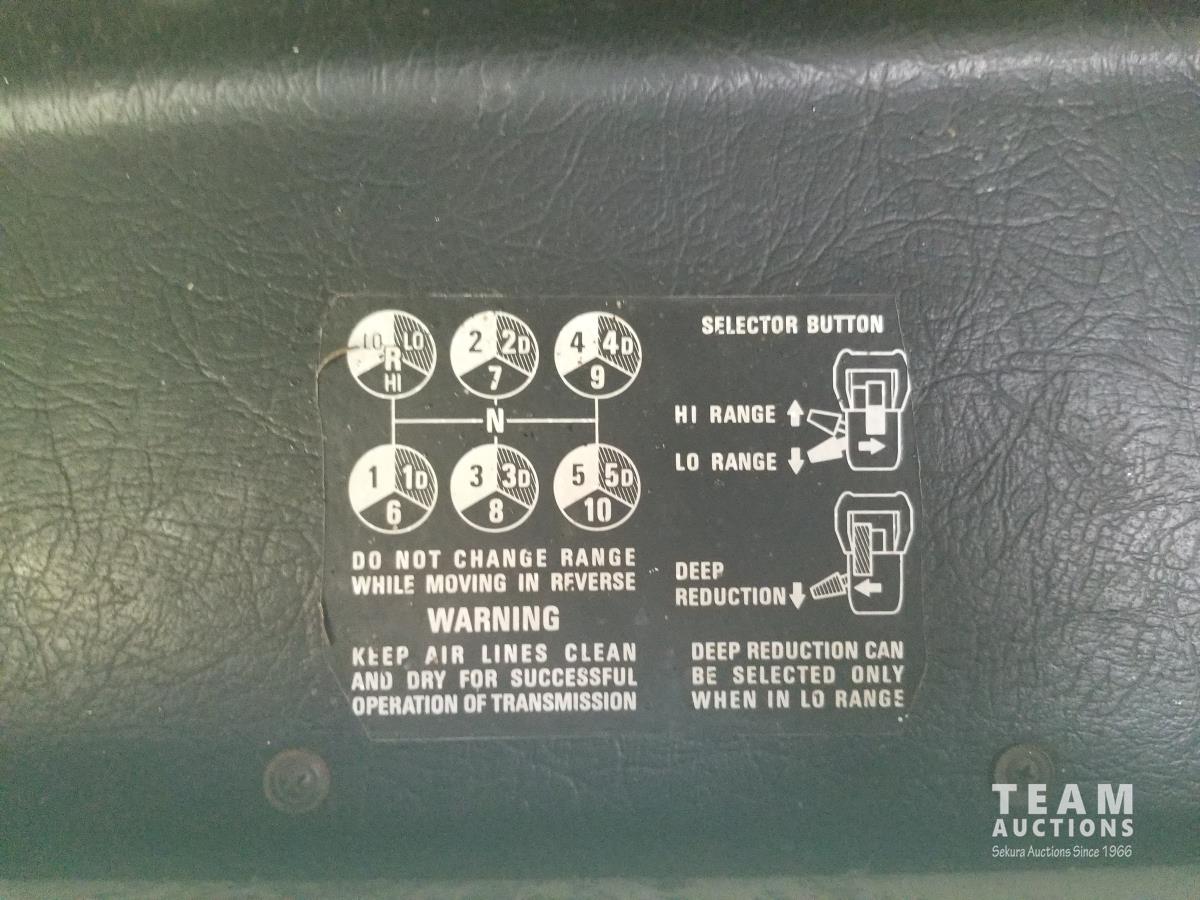 LO LO
R
HI
2 2D
7
4 4D
9
N
1 1D
6
3 3D
8
5 5D
10
DO NOT CHANGE RANGE
WHILE MOVING IN REVERSE
WARNING
KEEP AIR LINES CLEAN
AND DRY FOR SUCCESSFUL
OPERATION OF TRANSMISSION
SELECTOR BUTTON
HI RANGE
LO RANGE
DEEP
REDUCTION
DEEP REDUCTION CAN
BE SELECTED ONLY
WHEN IN LO RANGE
TEAM
AUCTIONS
Sekura Auctions Since 1966